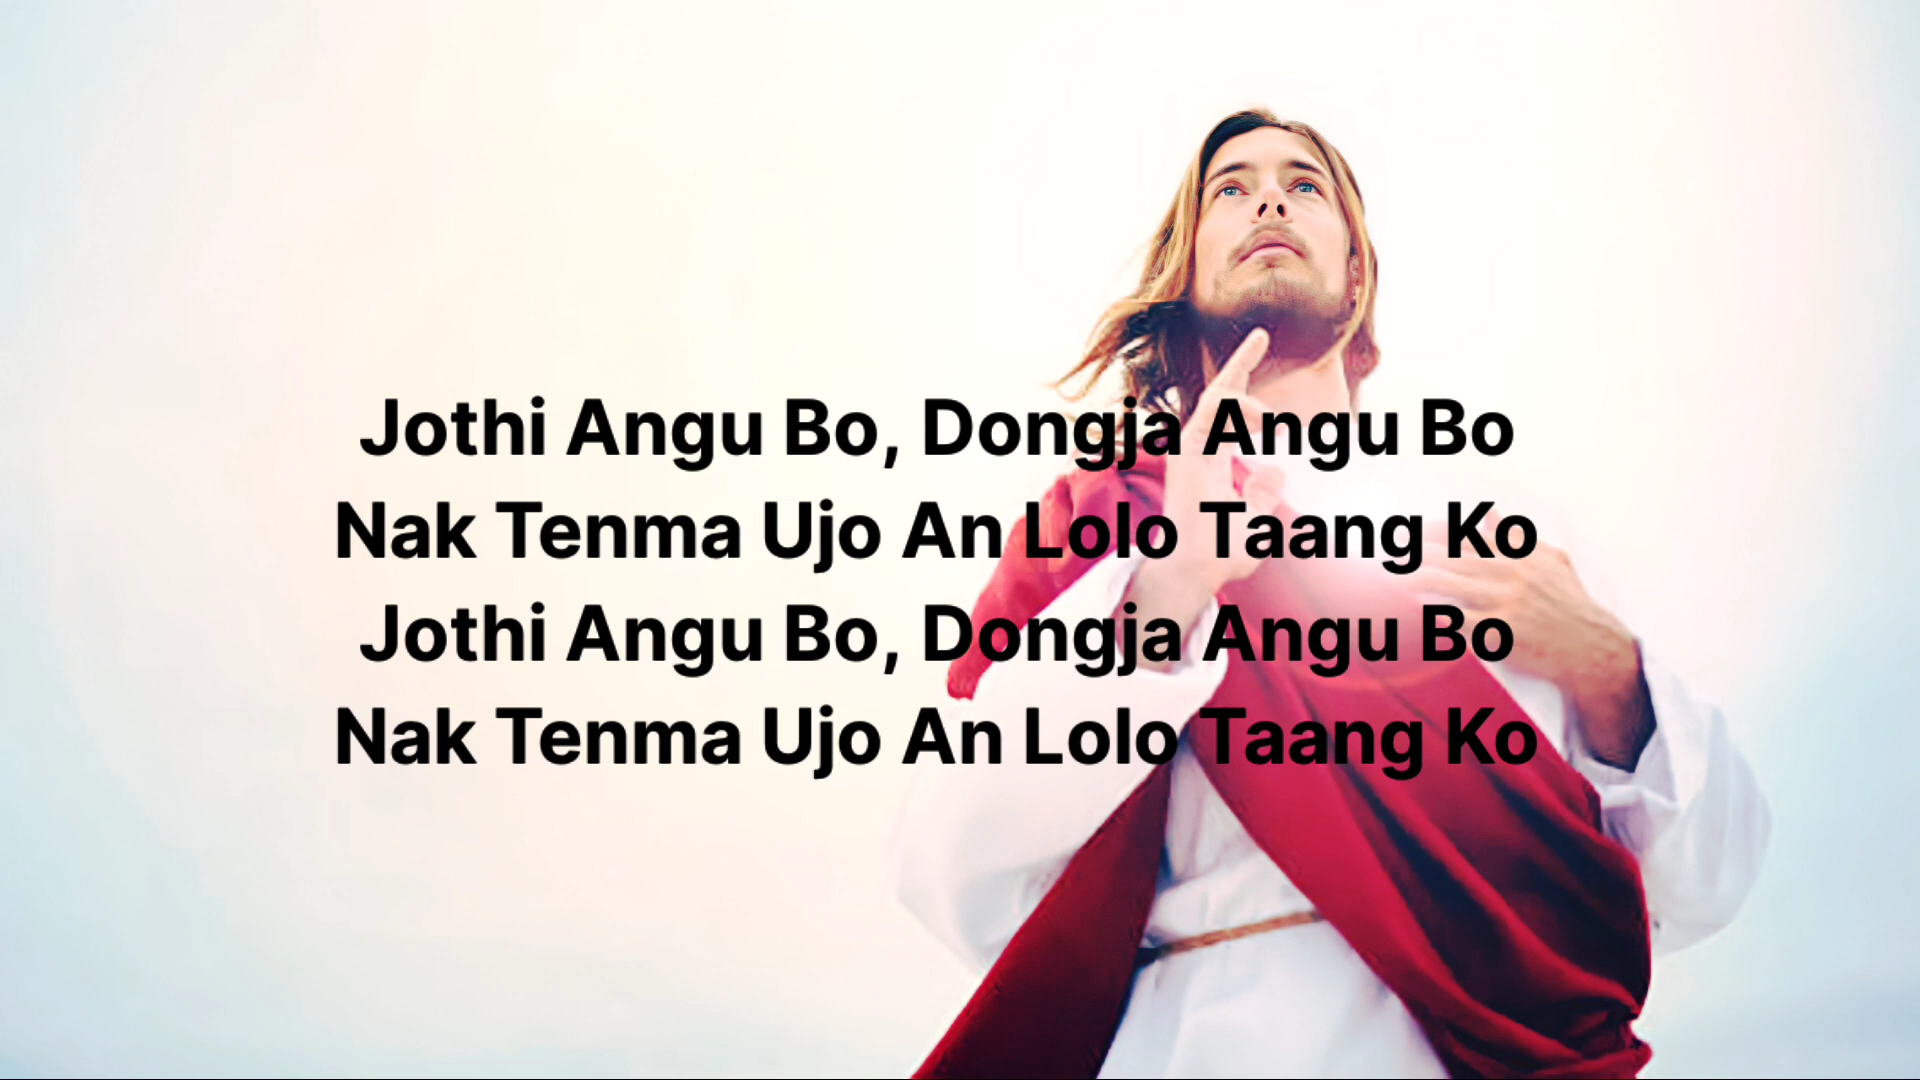 Jothi Angu Bo, Dongja Angu Bo
Nak Tenma Ujo An Lolo Taang Ko
Jothi Angu Bo, Dongja Angu Bo
Nak Tenma Ujo An Lolo Taang Ko